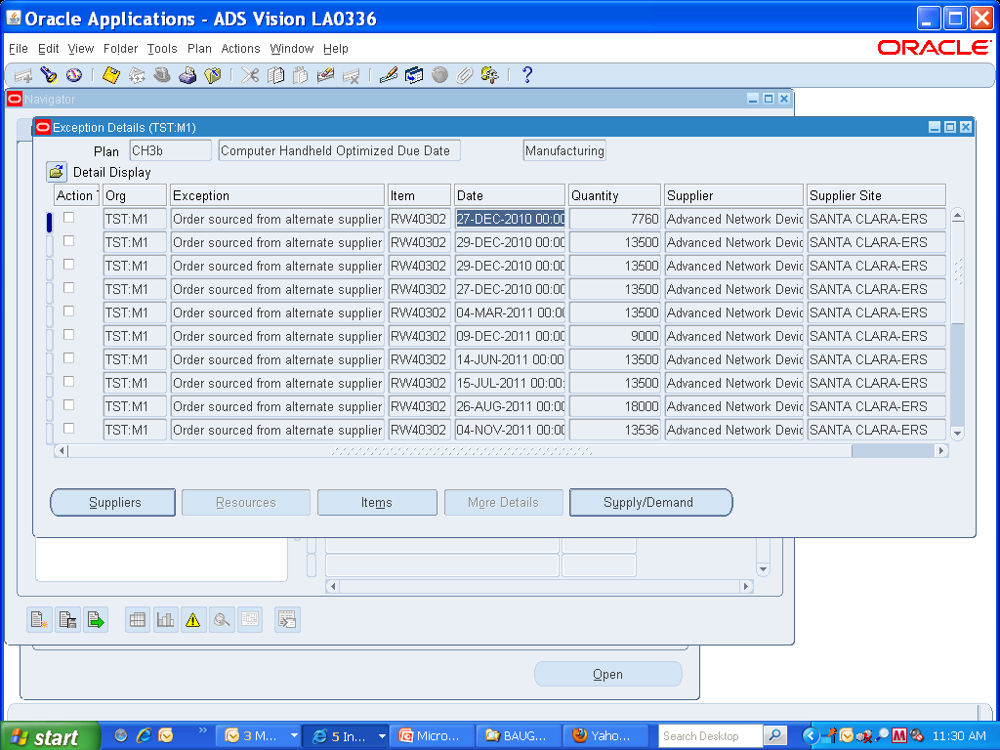 Oracle Applications - ADS Vision LA0336
File Edit View Folder Tools Plan Actions Window Help
ORACLE
Navigator
Exception Details (TST:M1)
Plan CH3b Computer Handheld Optimized Due Date Manufacturing
Detail Display
Action Org Exception Item Date Quantity Supplier Supplier Site
TST:M1 Order sourced from alternate supplier RW40302 27-DEC-2010 00:00 7760 Advanced Network Devic SANTA CLARA-ERS
TST:M1 Order sourced from alternate supplier RW40302 29-DEC-2010 00:00 13500 Advanced Network Devic SANTA CLARA-ERS
TST:M1 Order sourced from alternate supplier RW40302 29-DEC-2010 00:00 13500 Advanced Network Devic SANTA CLARA-ERS
TST:M1 Order sourced from alternate supplier RW40302 27-DEC-2010 00:00 13500 Advanced Network Devic SANTA CLARA-ERS
TST:M1 Order sourced from alternate supplier RW40302 04-MAR-2011 00:00 13500 Advanced Network Devic SANTA CLARA-ERS
TST:M1 Order sourced from alternate supplier RW40302 09-DEC-2011 00:00 9000 Advanced Network Devic SANTA CLARA-ERS
TST:M1 Order sourced from alternate supplier RW40302 14-JUN-2011 00:00 13500 Advanced Network Devic SANTA CLARA-ERS
TST:M1 Order sourced from alternate supplier RW40302 15-JUL-2011 00:00: 13500 Advanced Network Devic SANTA CLARA-ERS
TST:M1 Order sourced from alternate supplier RW40302 26-AUG-2011 00:00 18000 Advanced Network Devic SANTA CLARA-ERS
TST:M1 Order sourced from alternate supplier RW40302 04-NOV-2011 00:00 13536 Advanced Network Devic SANTA CLARA-ERS
Suppliers Resources Items More Details Supply/Demand
Open
start 3 M... 5 In... Micro... BAUG... Yaho... Search Desktop 11:30 AM